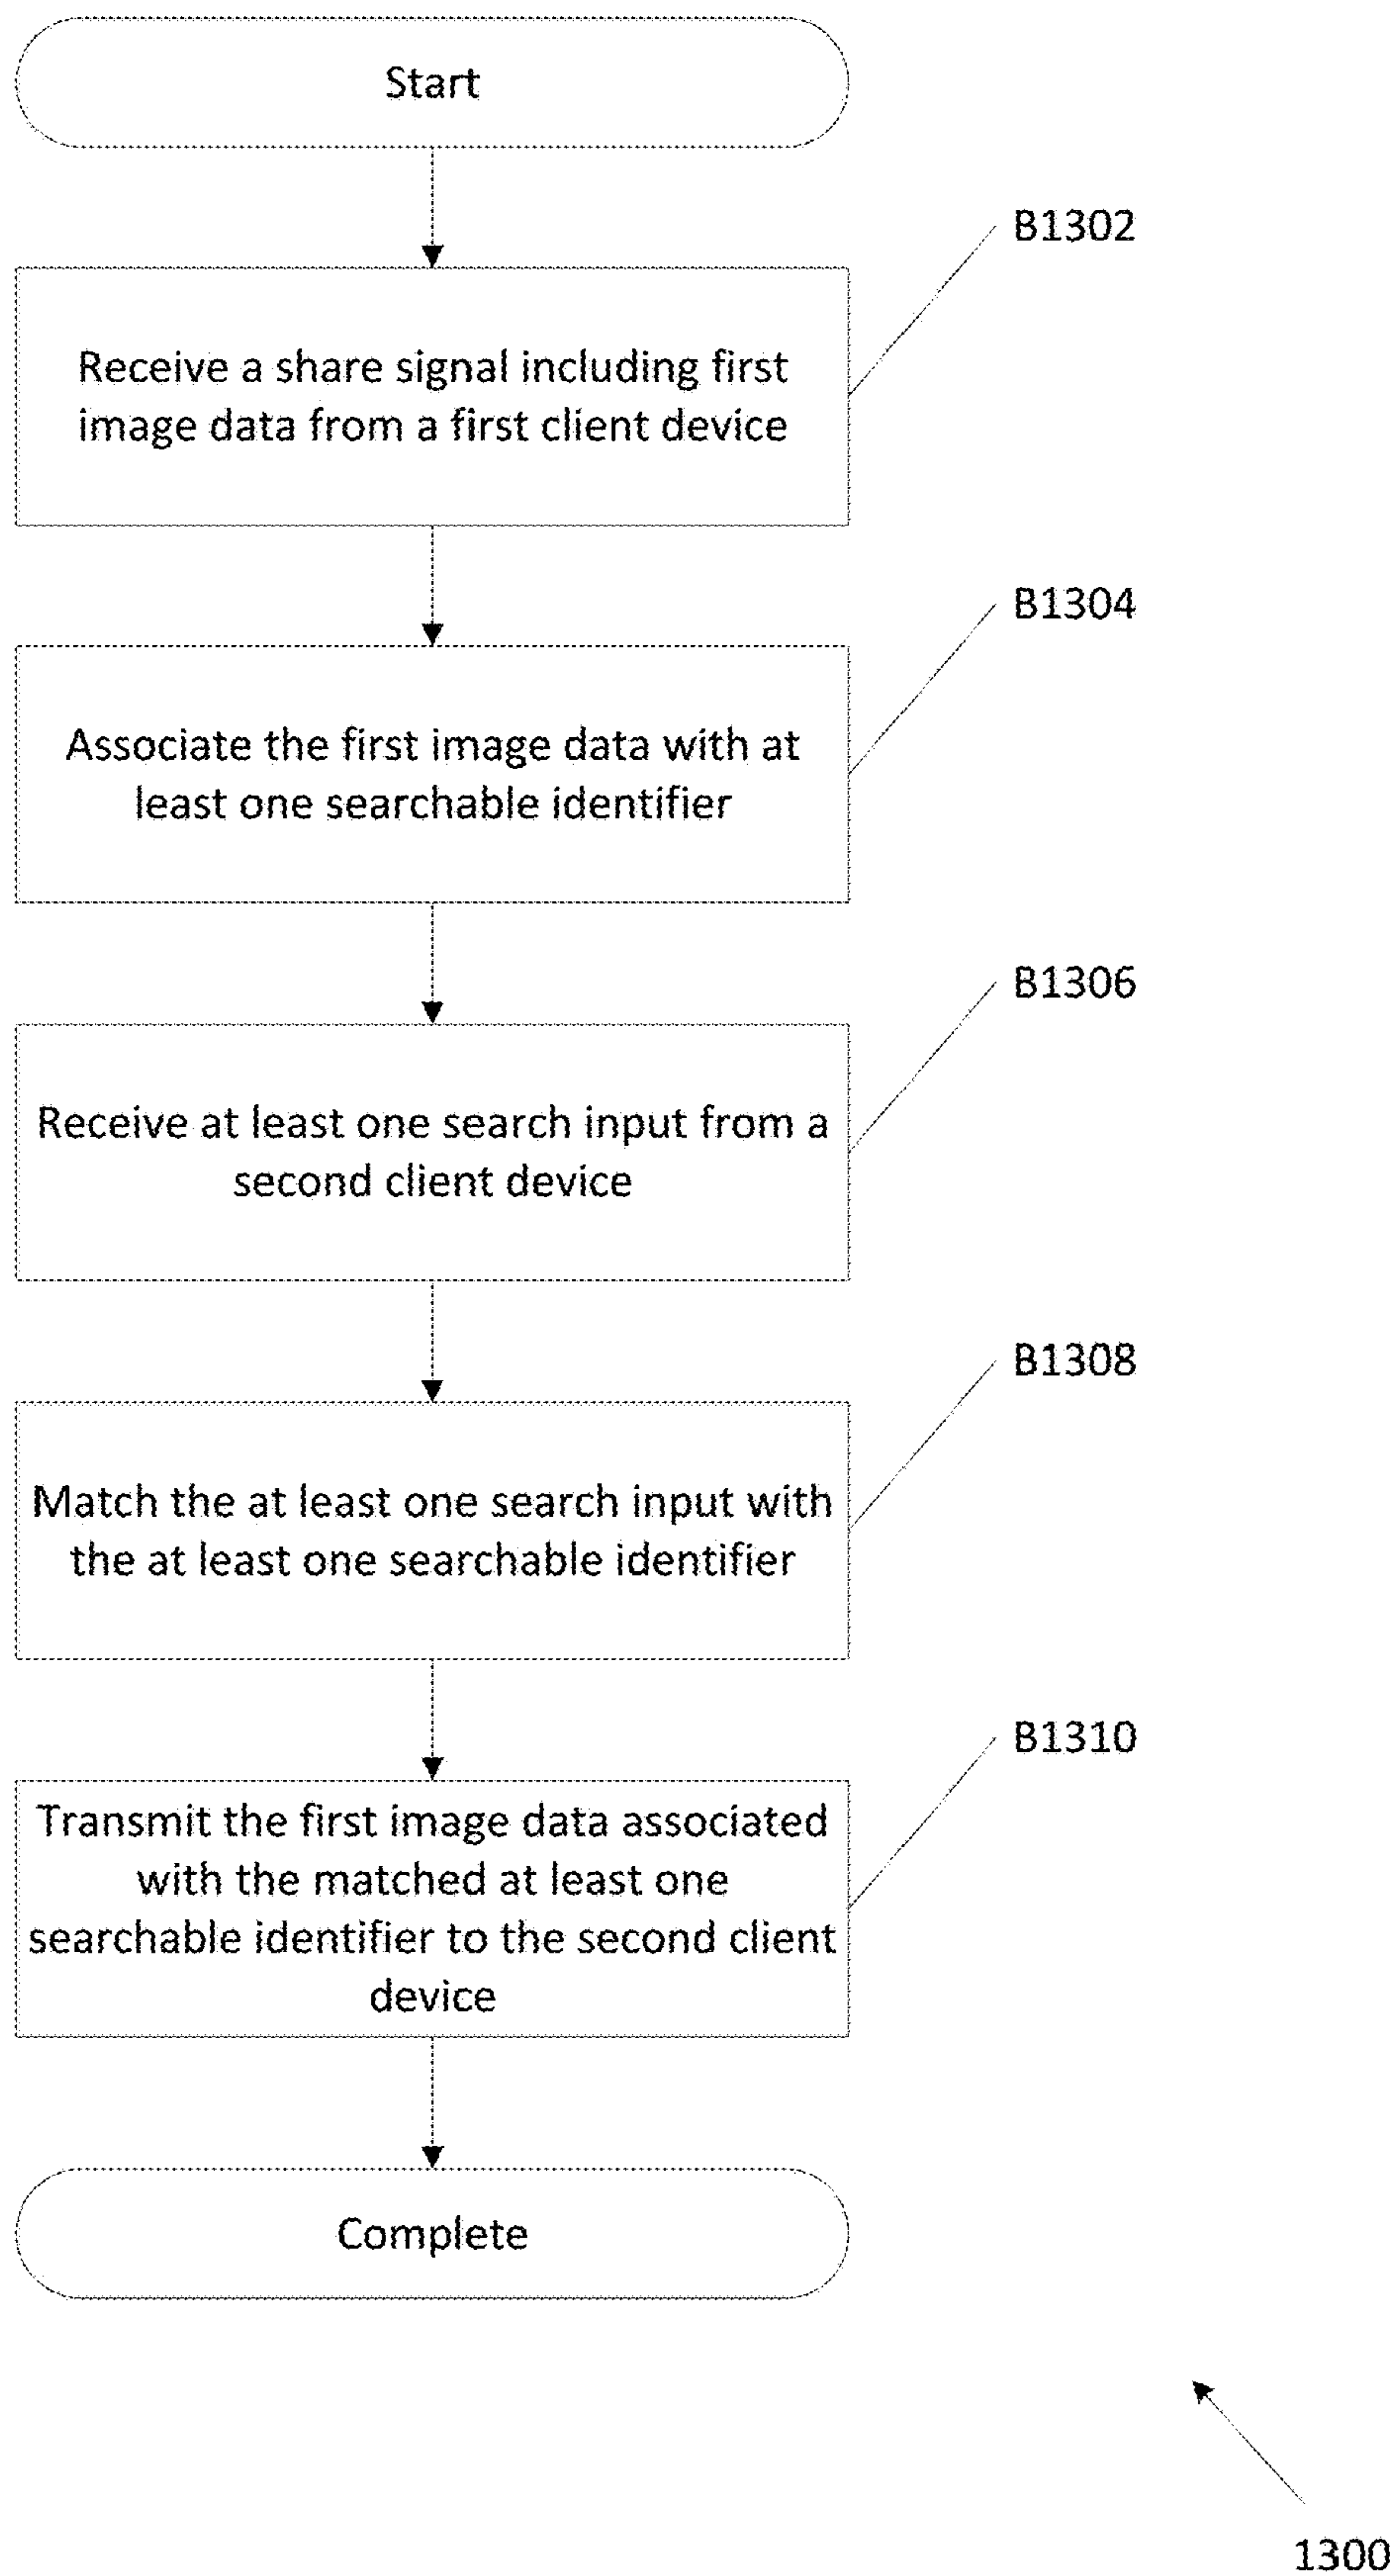 Start
B1302
Receive a share signal including first
image data from a first client device
B1304
Associate the first image data with at
least one searchable identifier
B1306
Receive at least one search input from a
second client device
B1308
Match the at least one search input with
the at least one searchable identifier
B1310
Transmit the first image data associated
with the matched at least one
searchable identifier to the second client
device
Complete
1300